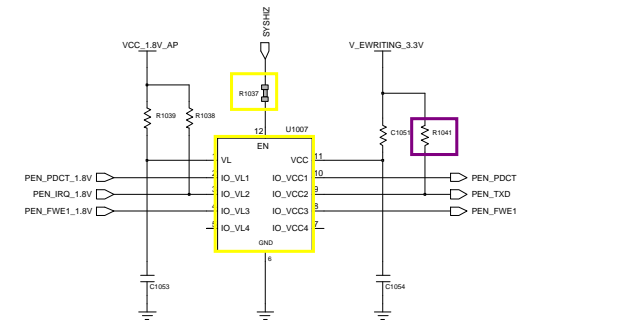 SYSHIZ
VCC_1.8V_AP
V_EWRITING_3.3V
R1037
R1039
R1038
C1051
R1041
12
U1007
EN
VL
VCC
11
PEN_PDCT_1.8V
IO_VL1
IO_VCC1
10
PEN_PDCT
PEN_IRQ_1.8V
IO_VL2
IO_VCC2
9
PEN_TXD
PEN_FWE1_1.8V
IO_VL3
IO_VCC3
8
PEN_FWE1
IO_VL4
IO_VCC4
7
GND
6
C1053
C1054